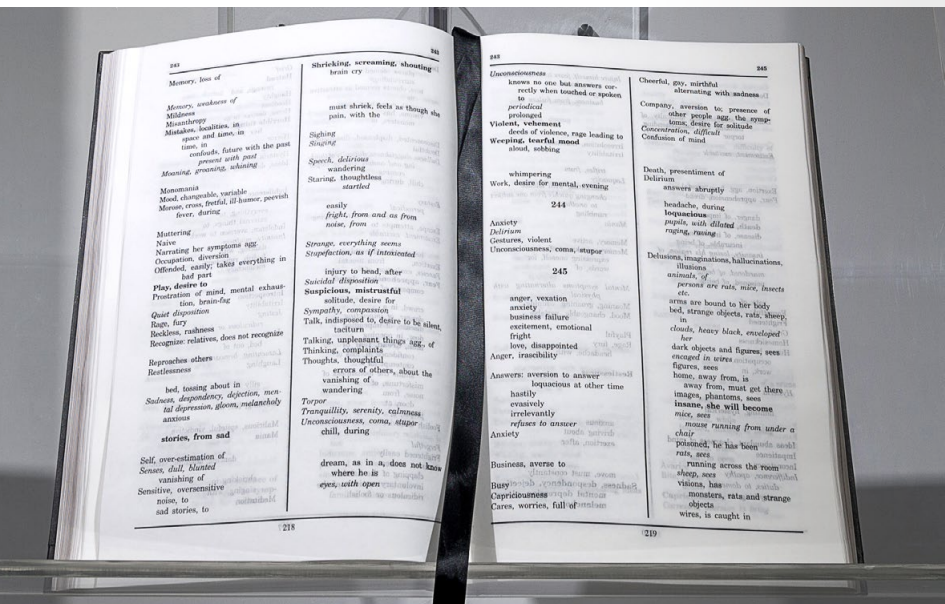 243
243
Memory, loss of
Memory, weakness of
Mildness
Misanthropy
Mistakes, localities, in
space and time, in
time, in
confouds, future with the past
present with past
Moaning, groaning, whining
Monomania
Mood, changeable, variable
Morose, cross, fretful, ill-humor, peevish
fever, during
Muttering
Naive
Narrating her symptoms agg
Occupation, diversion
Offended, easily; takes everything in
bad part
Play, desire to
Prostration of mind, mental exhaus-
tion, brain-fag
Quiet disposition
Rage, fury
Reckless, rashness
Recognize: relatives, does not recognize
Reproaches others
Restlessness
bed, tossing about in
Sadness, despondency, dejection, men-
tal depression, gloom, melancholy
anxious
stories, from sad
Self, over-estimation of
Senses, dull, blunted
vanishing of
Sensitive, oversensitive
noise, to
sad stories, to
Shrieking, screaming, shouting
brain cry
must shriek, feels as though she
pain, with the
Sighing
Singing
Speech, delirious
wandering
Staring, thoughtless
startled
easily
fright, from and as from
noise, from
Strange, everything seems
Stupefaction, as if intoxicated
injury to head, after
Suicidal disposition
Suspicious, mistrustful
solitude, desire for
Sympathy, compassion
Talk, indisposed to, desire to be silent,
taciturn
Talking, unpleasant things agg., of
Thinking, complaints
Thoughts, thoughtful
errors of others, about the
vanishing of
wandering
Torpor
Tranquillity, serenity, calmness
Unconsciousness, coma, stupor
chill, during
dream, as in a, does not know
where he is
eyes, with open
218
243
245
Unconsciousness
knows no one but answers cor-
rectly when touched or spoken
to
periodical
prolonged
Violent, vehement
deeds of violence, rage leading to
Weeping, tearful mood
aloud, sobbing
whimpering
Work, desire for mental, evening
244
Anxiety
Delirium
Gestures, violent
Unconsciousness, coma, stupor
245
anger, vexation
anxiety
business failure
excitement, emotional
fright
love, disappointed
Anger, irascibility
Answers: aversion to answer
loquacious at other time
hastily
evasively
irrelevantly
refuses to answer
Anxiety
Business, averse to
Busy
Capriciousness
Cares, worries, full of
Cheerful, gay, mirthful
alternating with sadness
Company, aversion to; presence of
other people agg. the symp-
toms; desire for solitude
Concentration, difficult
Confusion of mind
Death, presentiment of
Delirium
answers abruptly
headache, during
loquacious
pupils, with dilated
raging, raving
Delusions, imaginations, hallucinations,
illusions
animals, of
persons are rats, mice, insects
etc.
arms are bound to her body
bed, strange objects, rats, sheep,
in
clouds, heavy black, enveloped
her
dark objects and figures, sees
encaged in wires
figures, sees
home, away from, is
away from, must get there
images, phantoms, sees
insane, she will become
mice, sees
mouse running from under a
chair
poisoned, he has been
rats, sees
running across the room
sheep, sees
visions, has
monsters, rats and strange
objects
wires, is caught in
219